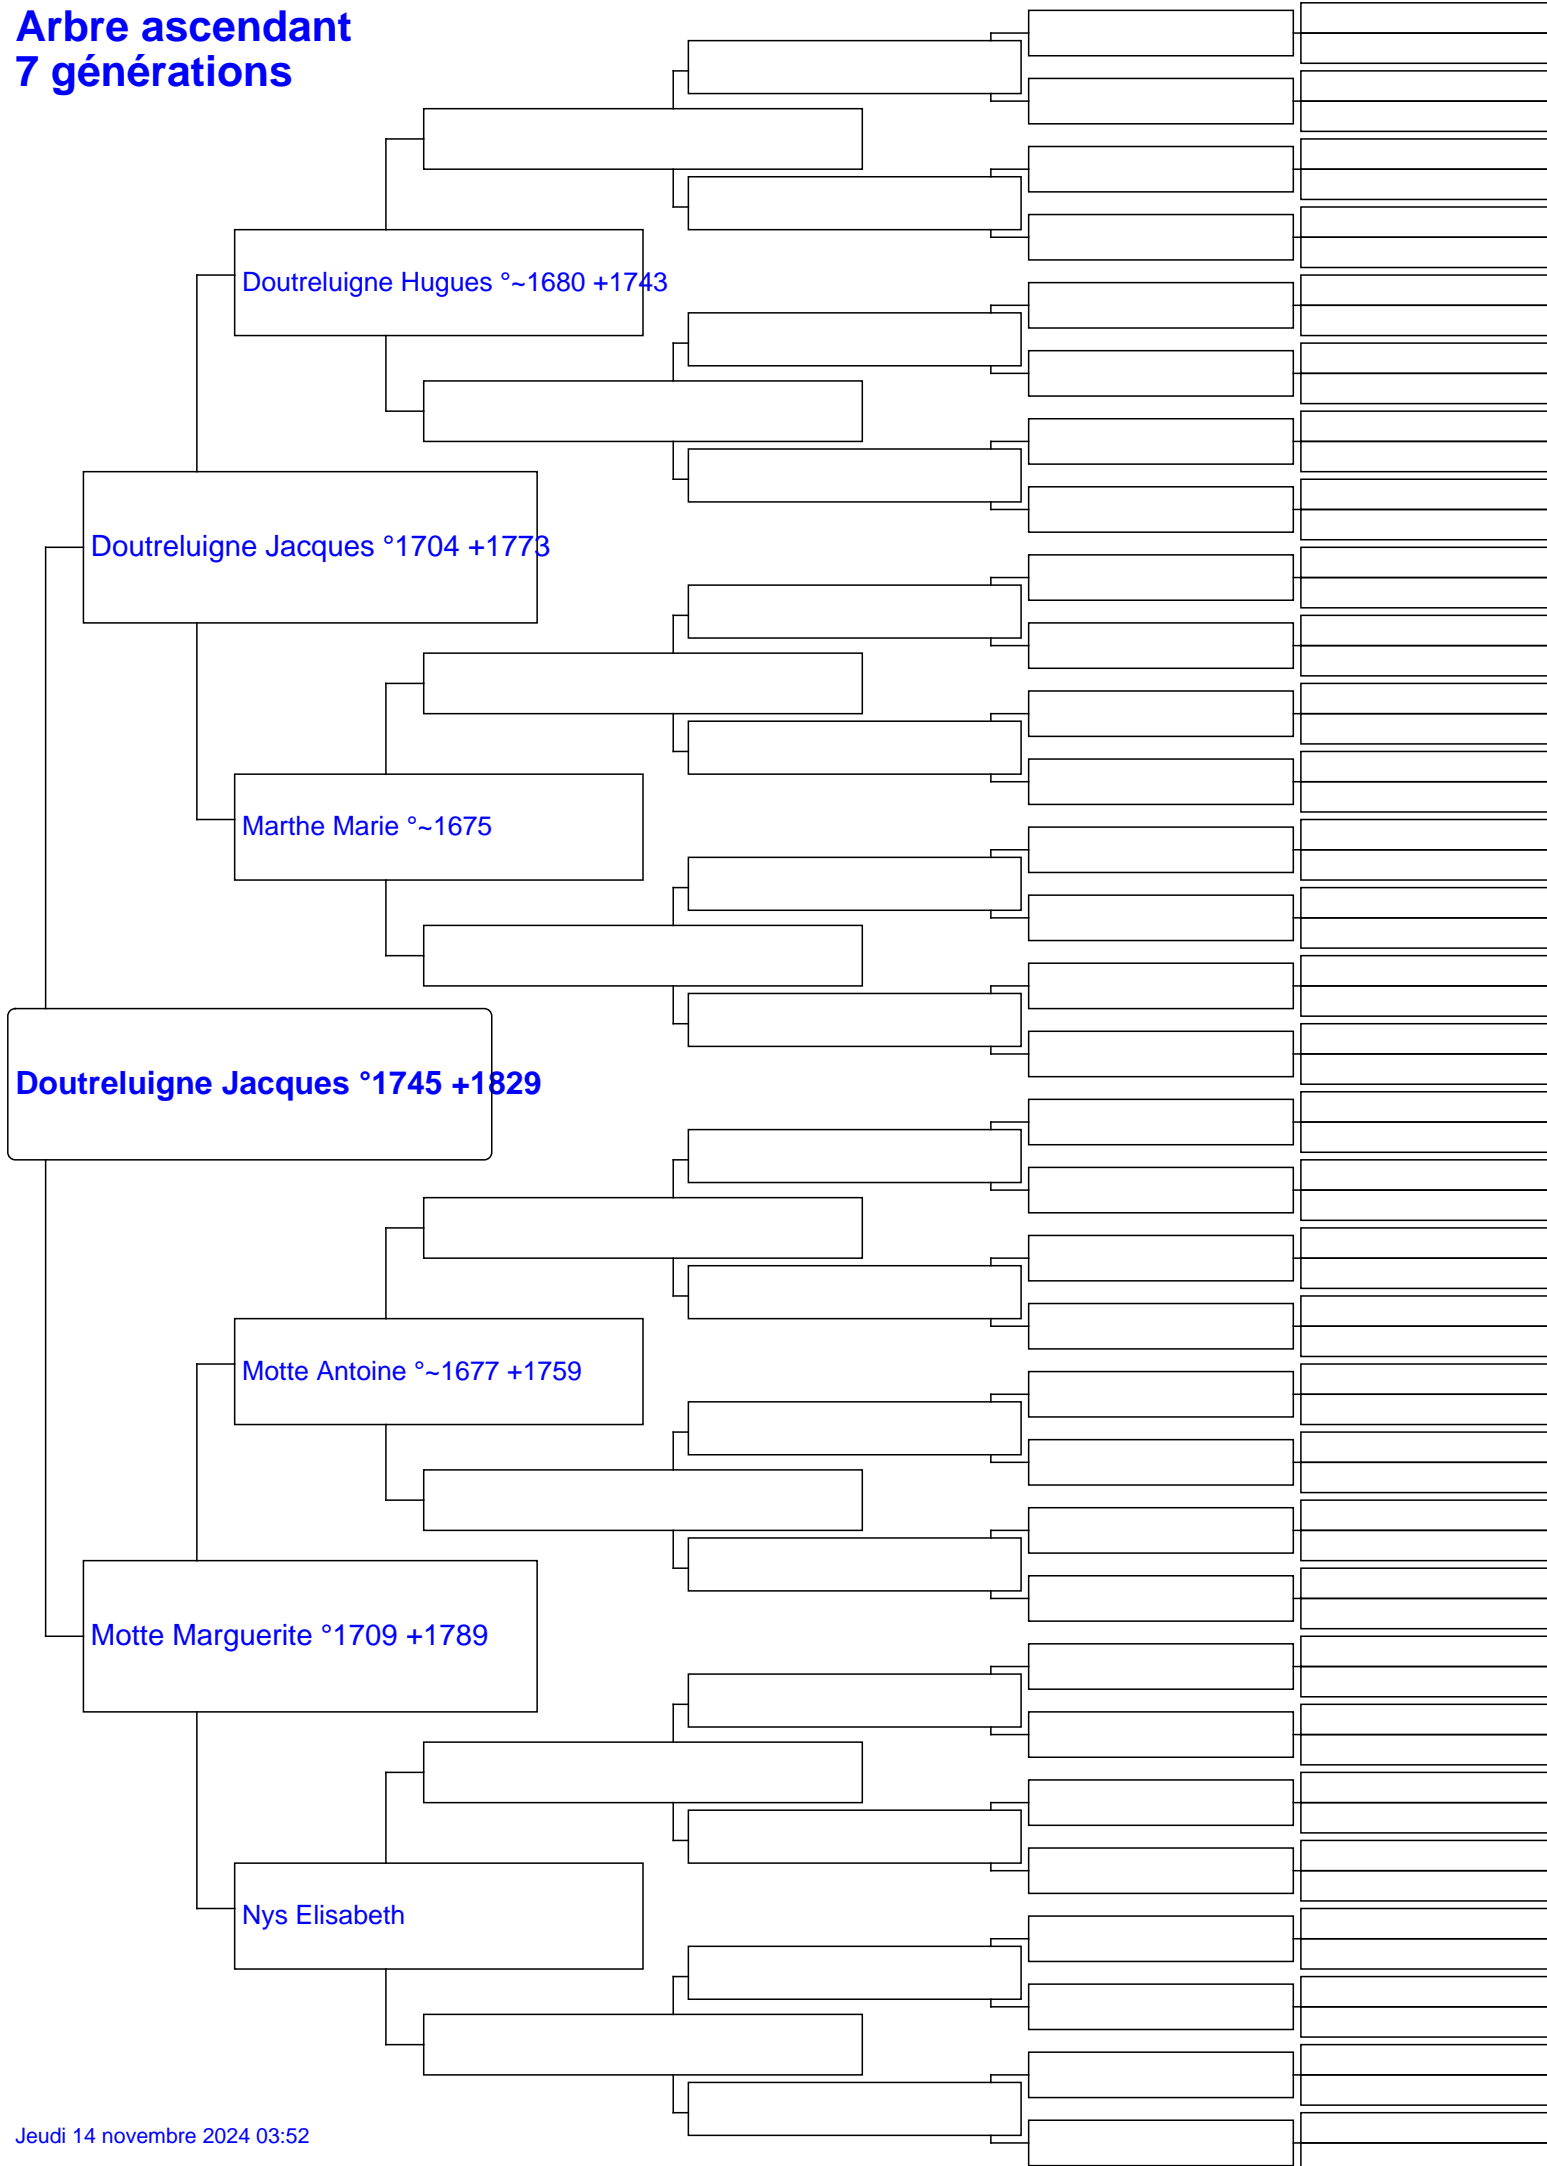 Arbre ascendant
7 générations
Doutreluigne Hugues °~1680 +1743
Doutreluigne Jacques °1704 +1773
Marthe Marie °~1675
Doutreluigne Jacques °1745 +1829
Motte Antoine °~1677 +1759
Motte Marguerite °1709 +1789
Nys Elisabeth
Jeudi 14 novembre 2024 03:52